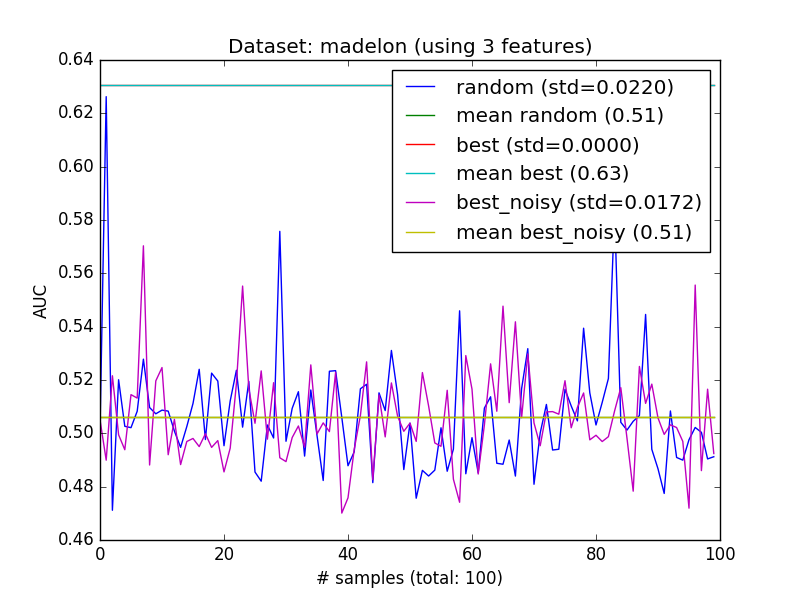 Dataset: madelon (using 3 features)
0.64
0.62
0.60
0.58
0.56
0.54
0.52
0.50
0.48
0.46
AUC
random (std=0.0220)
mean random (0.51)
best (std=0.0000)
mean best (0.63)
best_noisy (std=0.0172)
mean best_noisy (0.51)
0 20 40 60 80 100
# samples (total: 100)